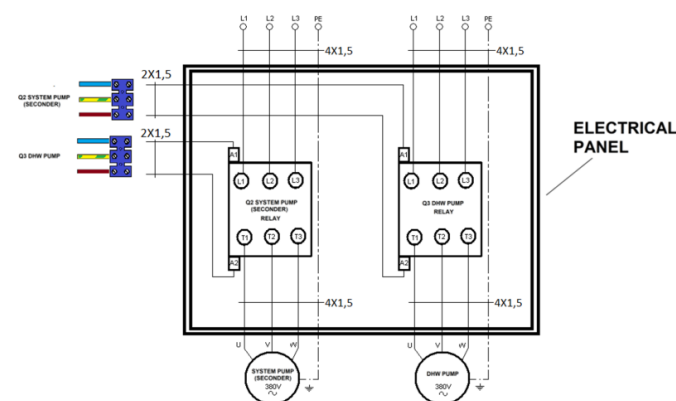 L1 L2 L3 PE
L1 L2 L3 PE
4X1,5
4X1,5
2X1,5
Q2 SYSTEM PUMP
(SECONDER)
2X1,5
Q3 DHW PUMP
ELECTRICAL
PANEL
A1
A1
L1 L2 L3
L1 L2 L3
Q2 SYSTEM PUMP
(SECONDER)
RELAY
Q3 DHW PUMP
RELAY
T1 T2 T3
T1 T2 T3
A2
A2
4X1,5
4X1,5
U V W
U V W
SYSTEM PUMP
(SECONDER)
380V
DHW PUMP
380V